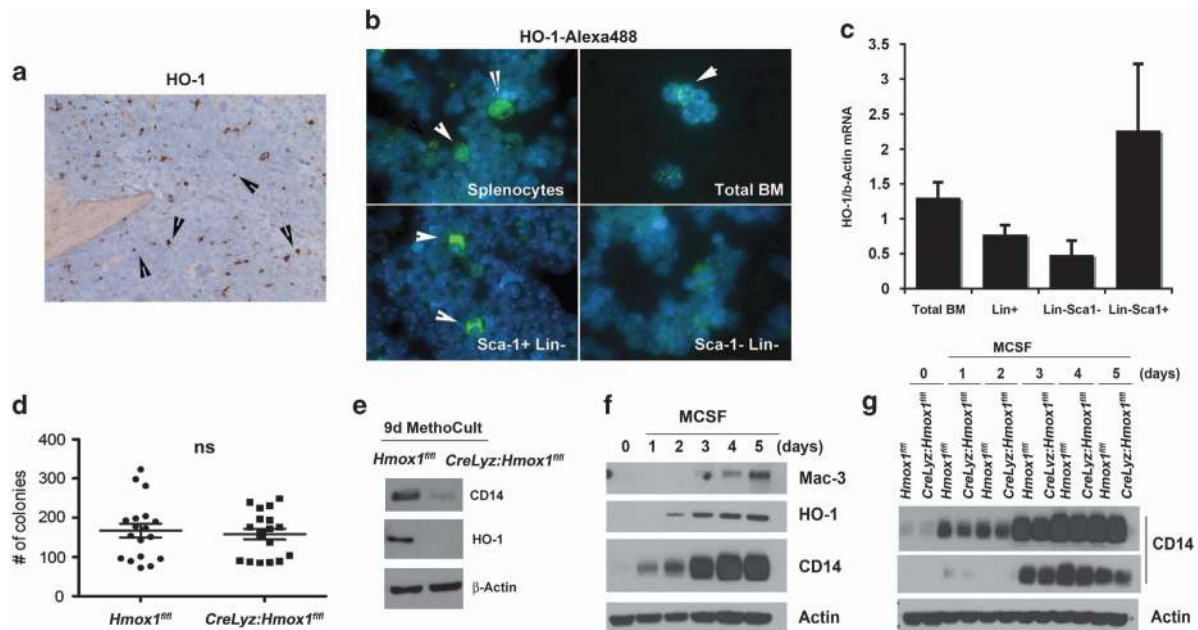 a
HO-1
b
HO-1-Alexa488
Splenocytes
Total BM
Sca-1+ Lin-
Sca-1- Lin-
c
HO-1/b-Actin mRNA
3.5
3
2.5
2
1.5
1
0.5
0
Total BM Lin+ Lin-Sca1- Lin-Sca1+
d
ns
# of colonies
400
300
200
100
0
Hmox1fl/fl CreLyz:Hmox1fl/fl
e
9d MethoCult
Hmox1fl/fl CreLyz:Hmox1fl/fl
CD14
HO-1
β-Actin
f
MCSF
0 1 2 3 4 5 (days)
Mac-3
HO-1
CD14
Actin
g
MCSF
0 1 2 3 4 5 (days)
Hmox1fl/fl
CreLyz:Hmox1fl/fl
Hmox1fl/fl
CreLyz:Hmox1fl/fl
Hmox1fl/fl
CreLyz:Hmox1fl/fl
Hmox1fl/fl
CreLyz:Hmox1fl/fl
Hmox1fl/fl
CreLyz:Hmox1fl/fl
Hmox1fl/fl
CreLyz:Hmox1fl/fl
CD14
Actin